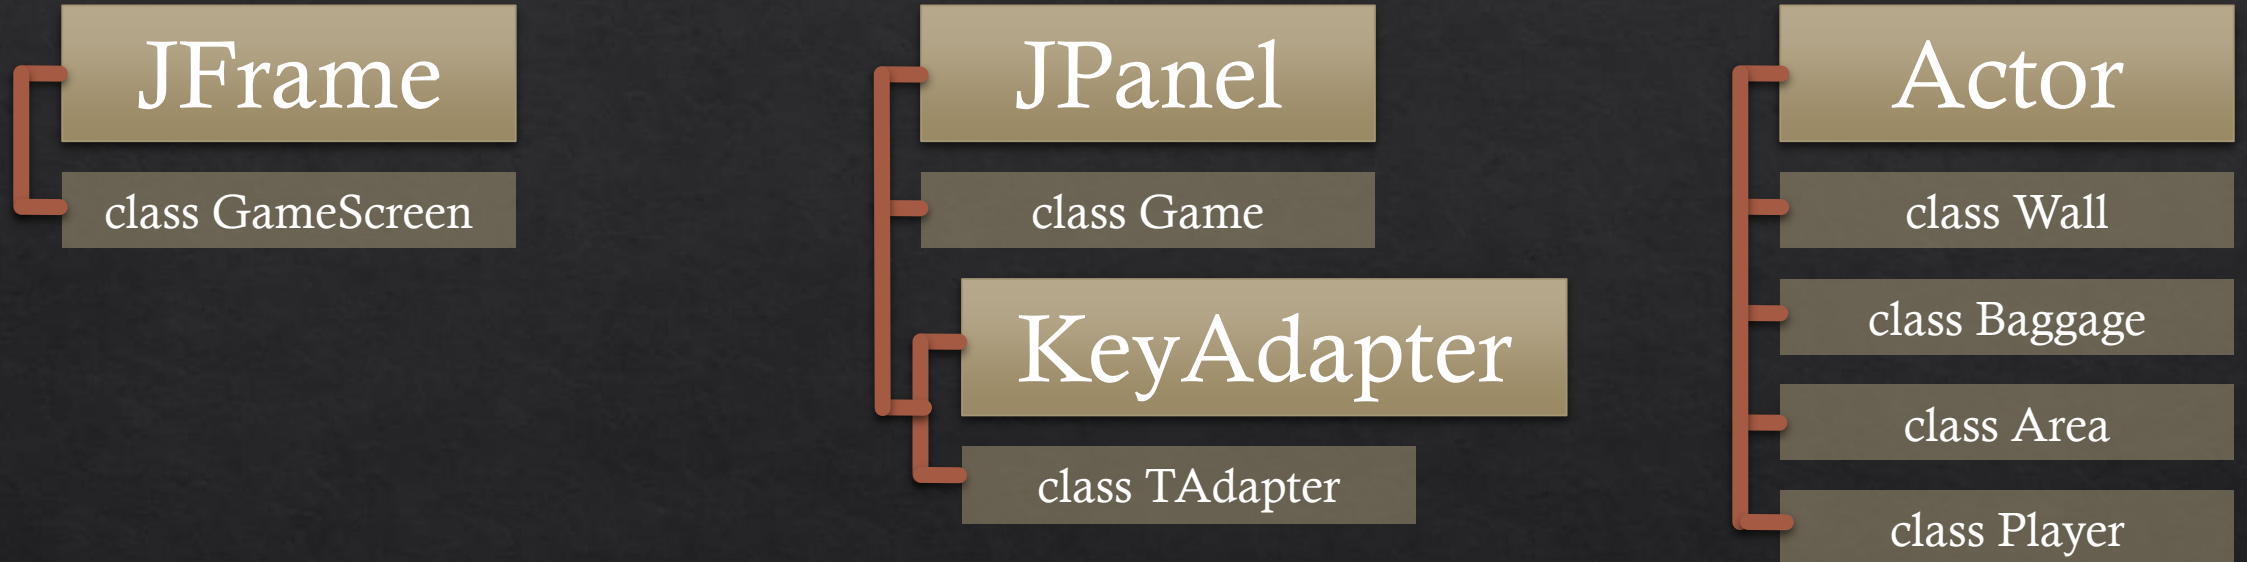 JFrame
class GameScreen
JPanel
class Game
KeyAdapter
class TAdapter
Actor
class Wall
class Baggage
class Area
class Player